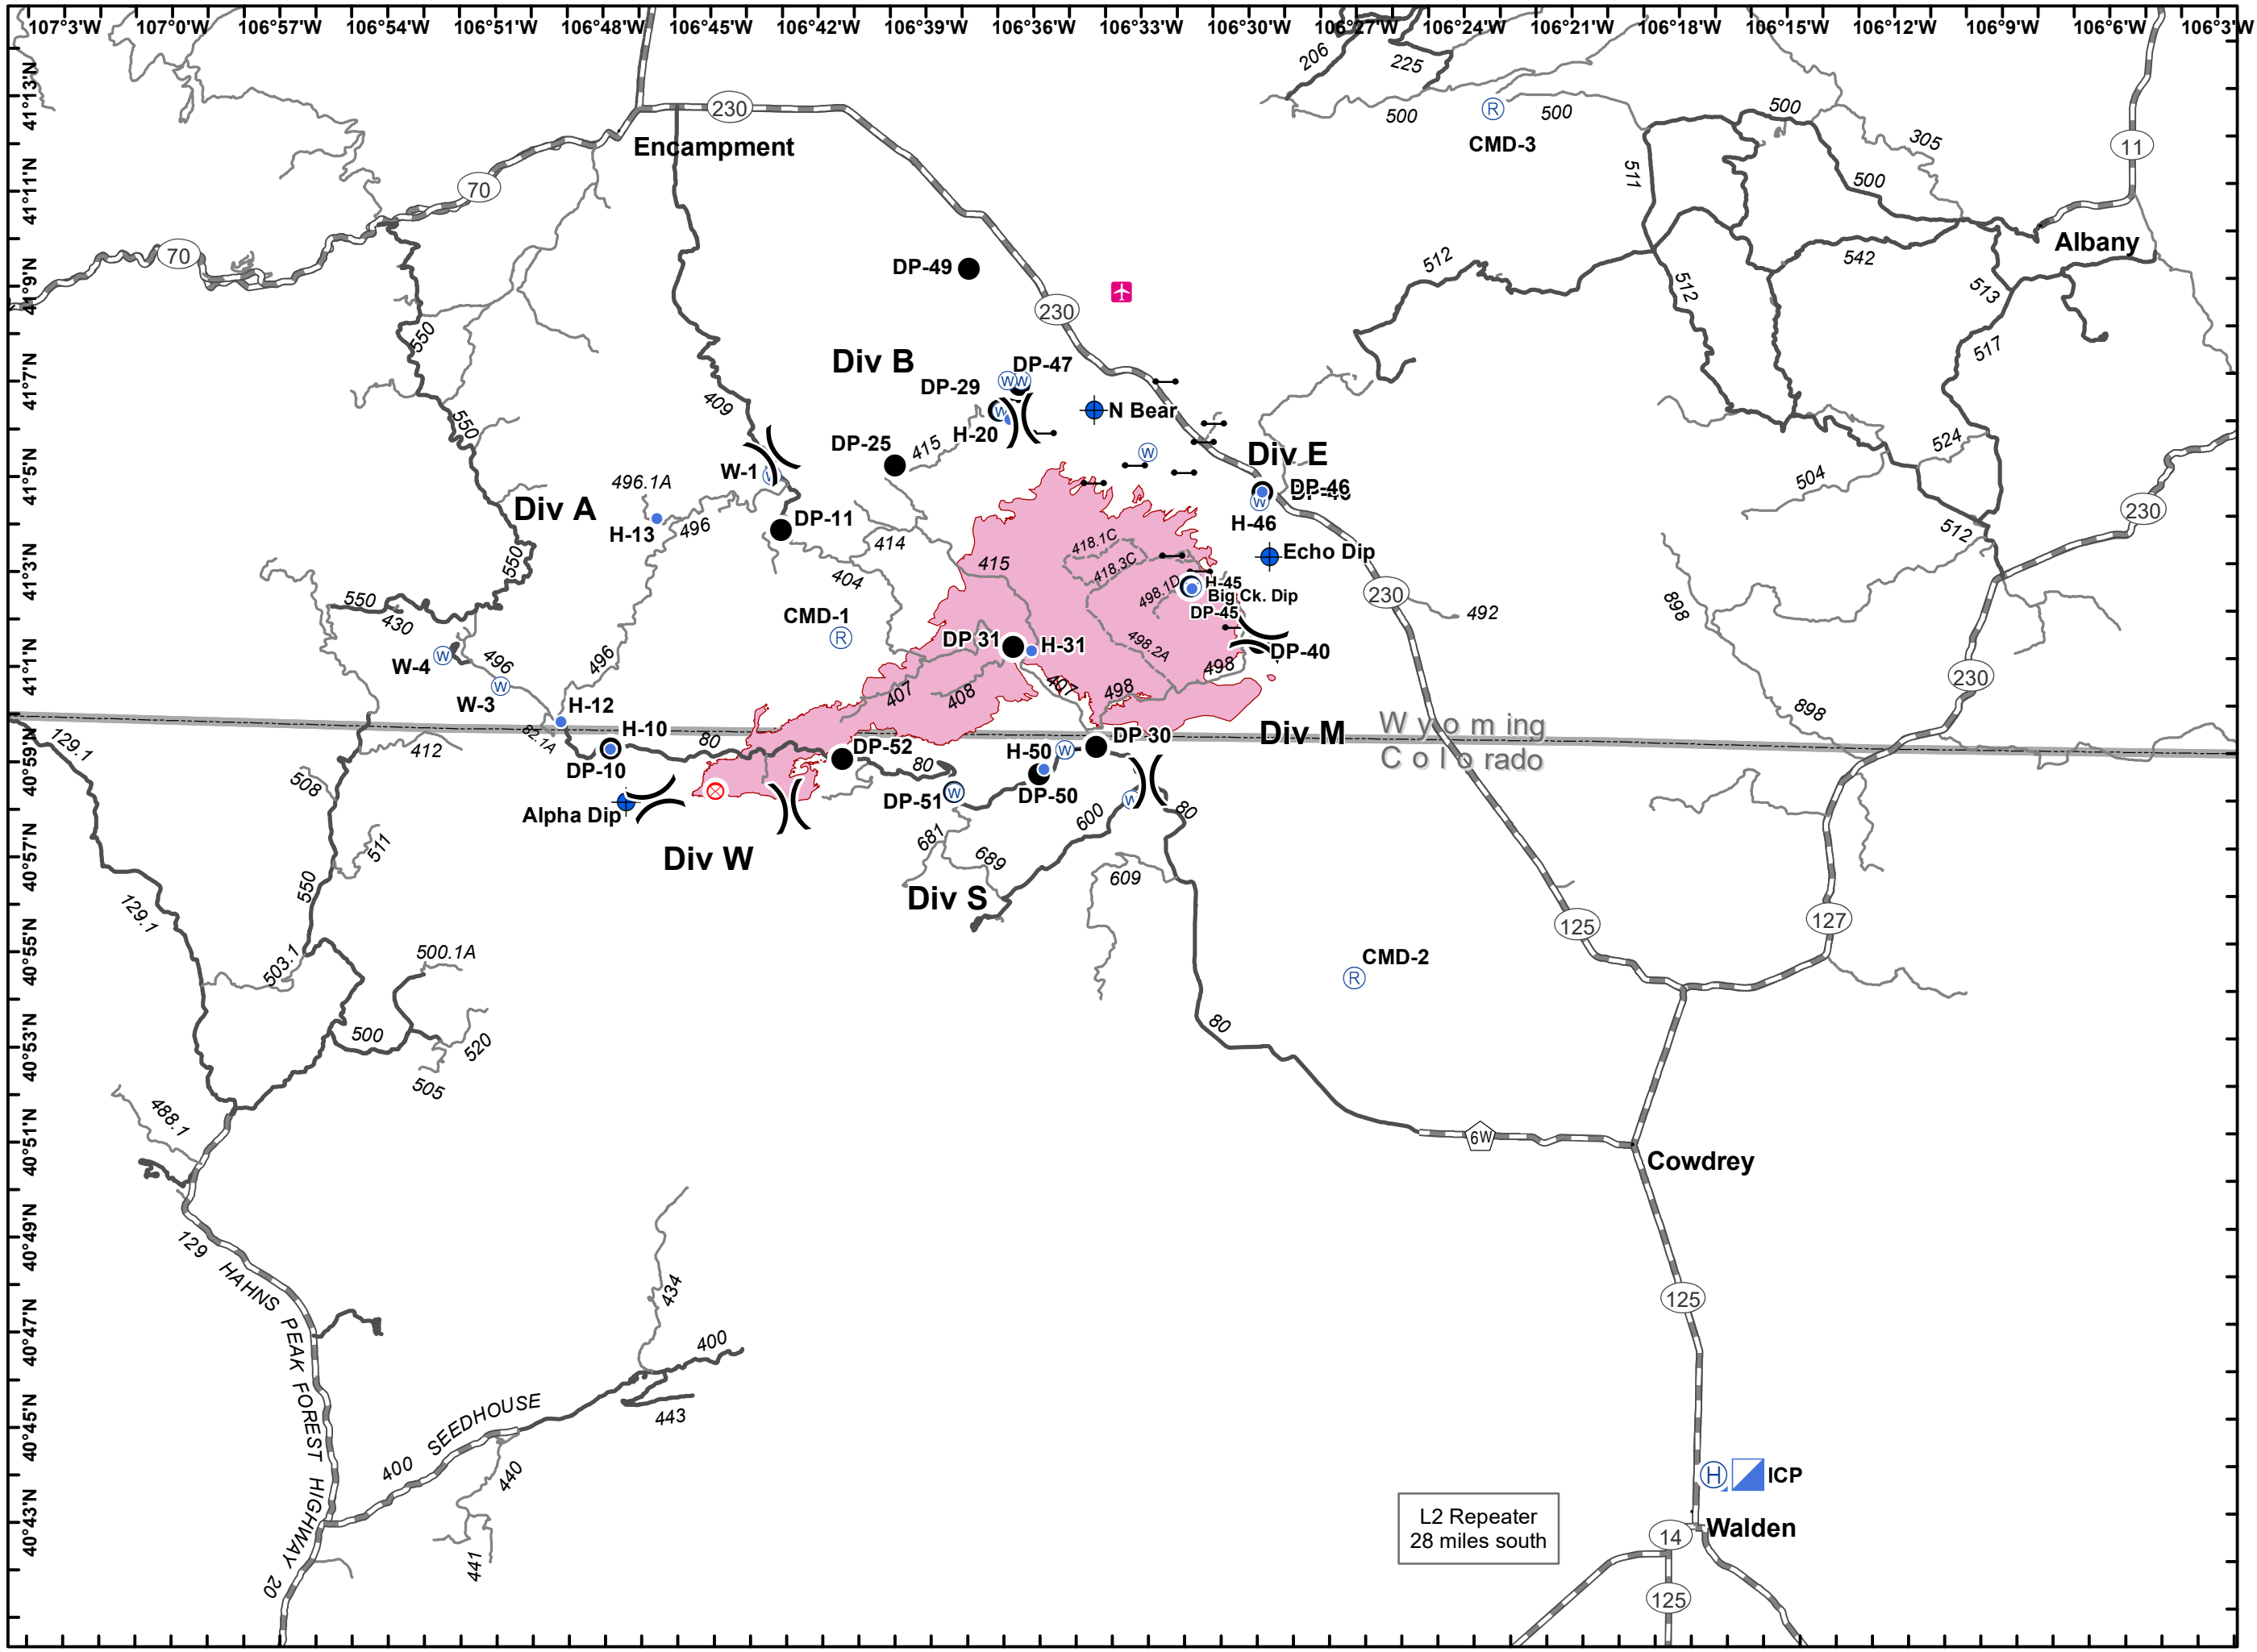 107°3'W 107°0'W 106°57'W 106°54'W 106°51'W 106°48'W 106°45'W 106°42'W 106°39'W 106°36'W 106°33'W 106°30'W 106°27'W 106°24'W 106°21'W 106°18'W 106°15'W 106°12'W 106°9'W 106°6'W 106°3'W
206
225
41°13'N
230
500
R
500
500
CMD-3
Encampment
305
11
511
70
41°11'N
500
Albany
70
512
542
DP-49
41°9'N
512
513
230
550
517
Div B
DP-47
41°7'N
DP-29
W W
W
N Bear
409
550
H-20
DP-25
415
W
Div E
524
41°5'N
W-1
496.1A
504
DP-46
W
Div A
230
DP-11
H-46
H-13
496
512
414
418.1C
Echo Dip
550
41°3'N
415
418.3C
404
H-45
498.1D
Big Ck. Dip
230
550
DP-45
492
898
430
CMD-1
R
DP 31
H-31
498.2A
DP-40
W
W-4
41°1'N
496
496
498
230
W
W-3
407
408
407
498
H-12
898
H-10
82.1A
80
Div M
W y o m ing
C o l o rado
129.1
412
DP-52
H-50
W
DP 30
40°59'N
DP-10
80
508
DP-51
W
DP-50
W
Alpha Dip
80
600
681
511
40°57'N
Div W
689
609
550
Div S
129.1
127
125
40°55'N
500.1A
CMD-2
503.1
R
40°53'N
500
520
80
505
488.1
40°51'N
6W
Cowdrey
40°49'N
129
HAHNS PEAK FOREST HIGHWAY
434
125
40°47'N
400
443
SEEDHOUSE
40°45'N
400
440
H
ICP
40°43'N
L2 Repeater
28 miles south
14
Walden
441
20
125